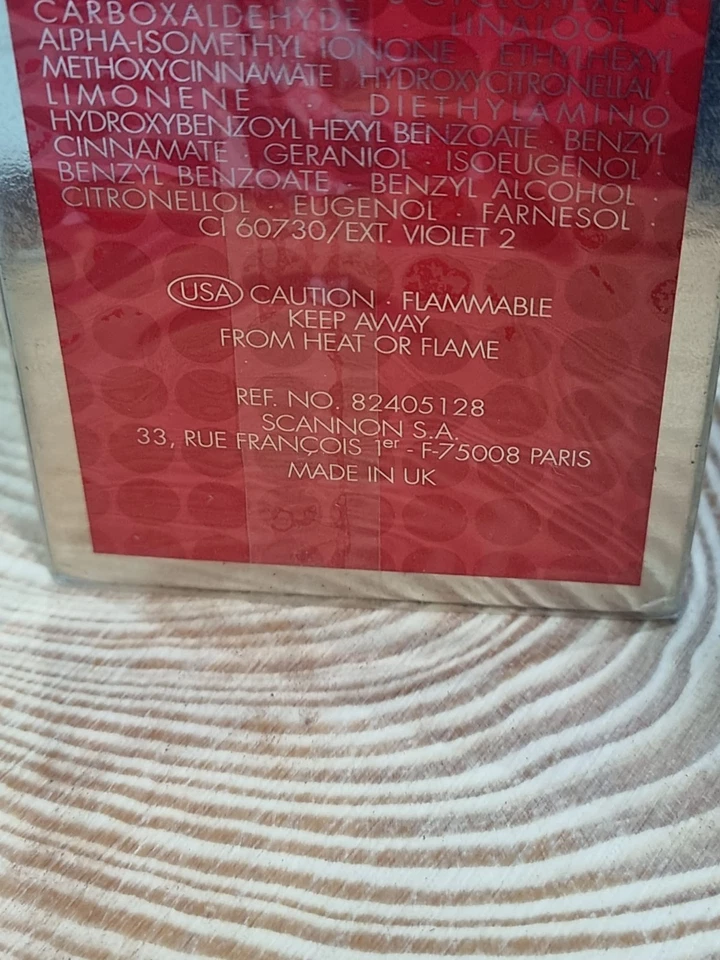 CYCLOHEXENE
CARBOXALDEHYDE · LINALOOL ·
ALPHA-ISOMETHYL IONONE · ETHYLHEXYL
METHOXYCINNAMATE · HYDROXYCITRONELLAL
LIMONENE · DIETHYLAMINO
HYDROXYBENZOYL HEXYL BENZOATE · BENZYL
CINNAMATE · GERANIOL · ISOEUGENOL ·
BENZYL BENZOATE · BENZYL ALCOHOL ·
CITRONELLOL · EUGENOL · FARNESOL ·
CI 60730/EXT. VIOLET 2
USA CAUTION · FLAMMABLE
KEEP AWAY
FROM HEAT OR FLAME
REF. NO. 82405128
SCANNON S.A.
33, RUE FRANÇOIS 1er - F-75008 PARIS
MADE IN UK